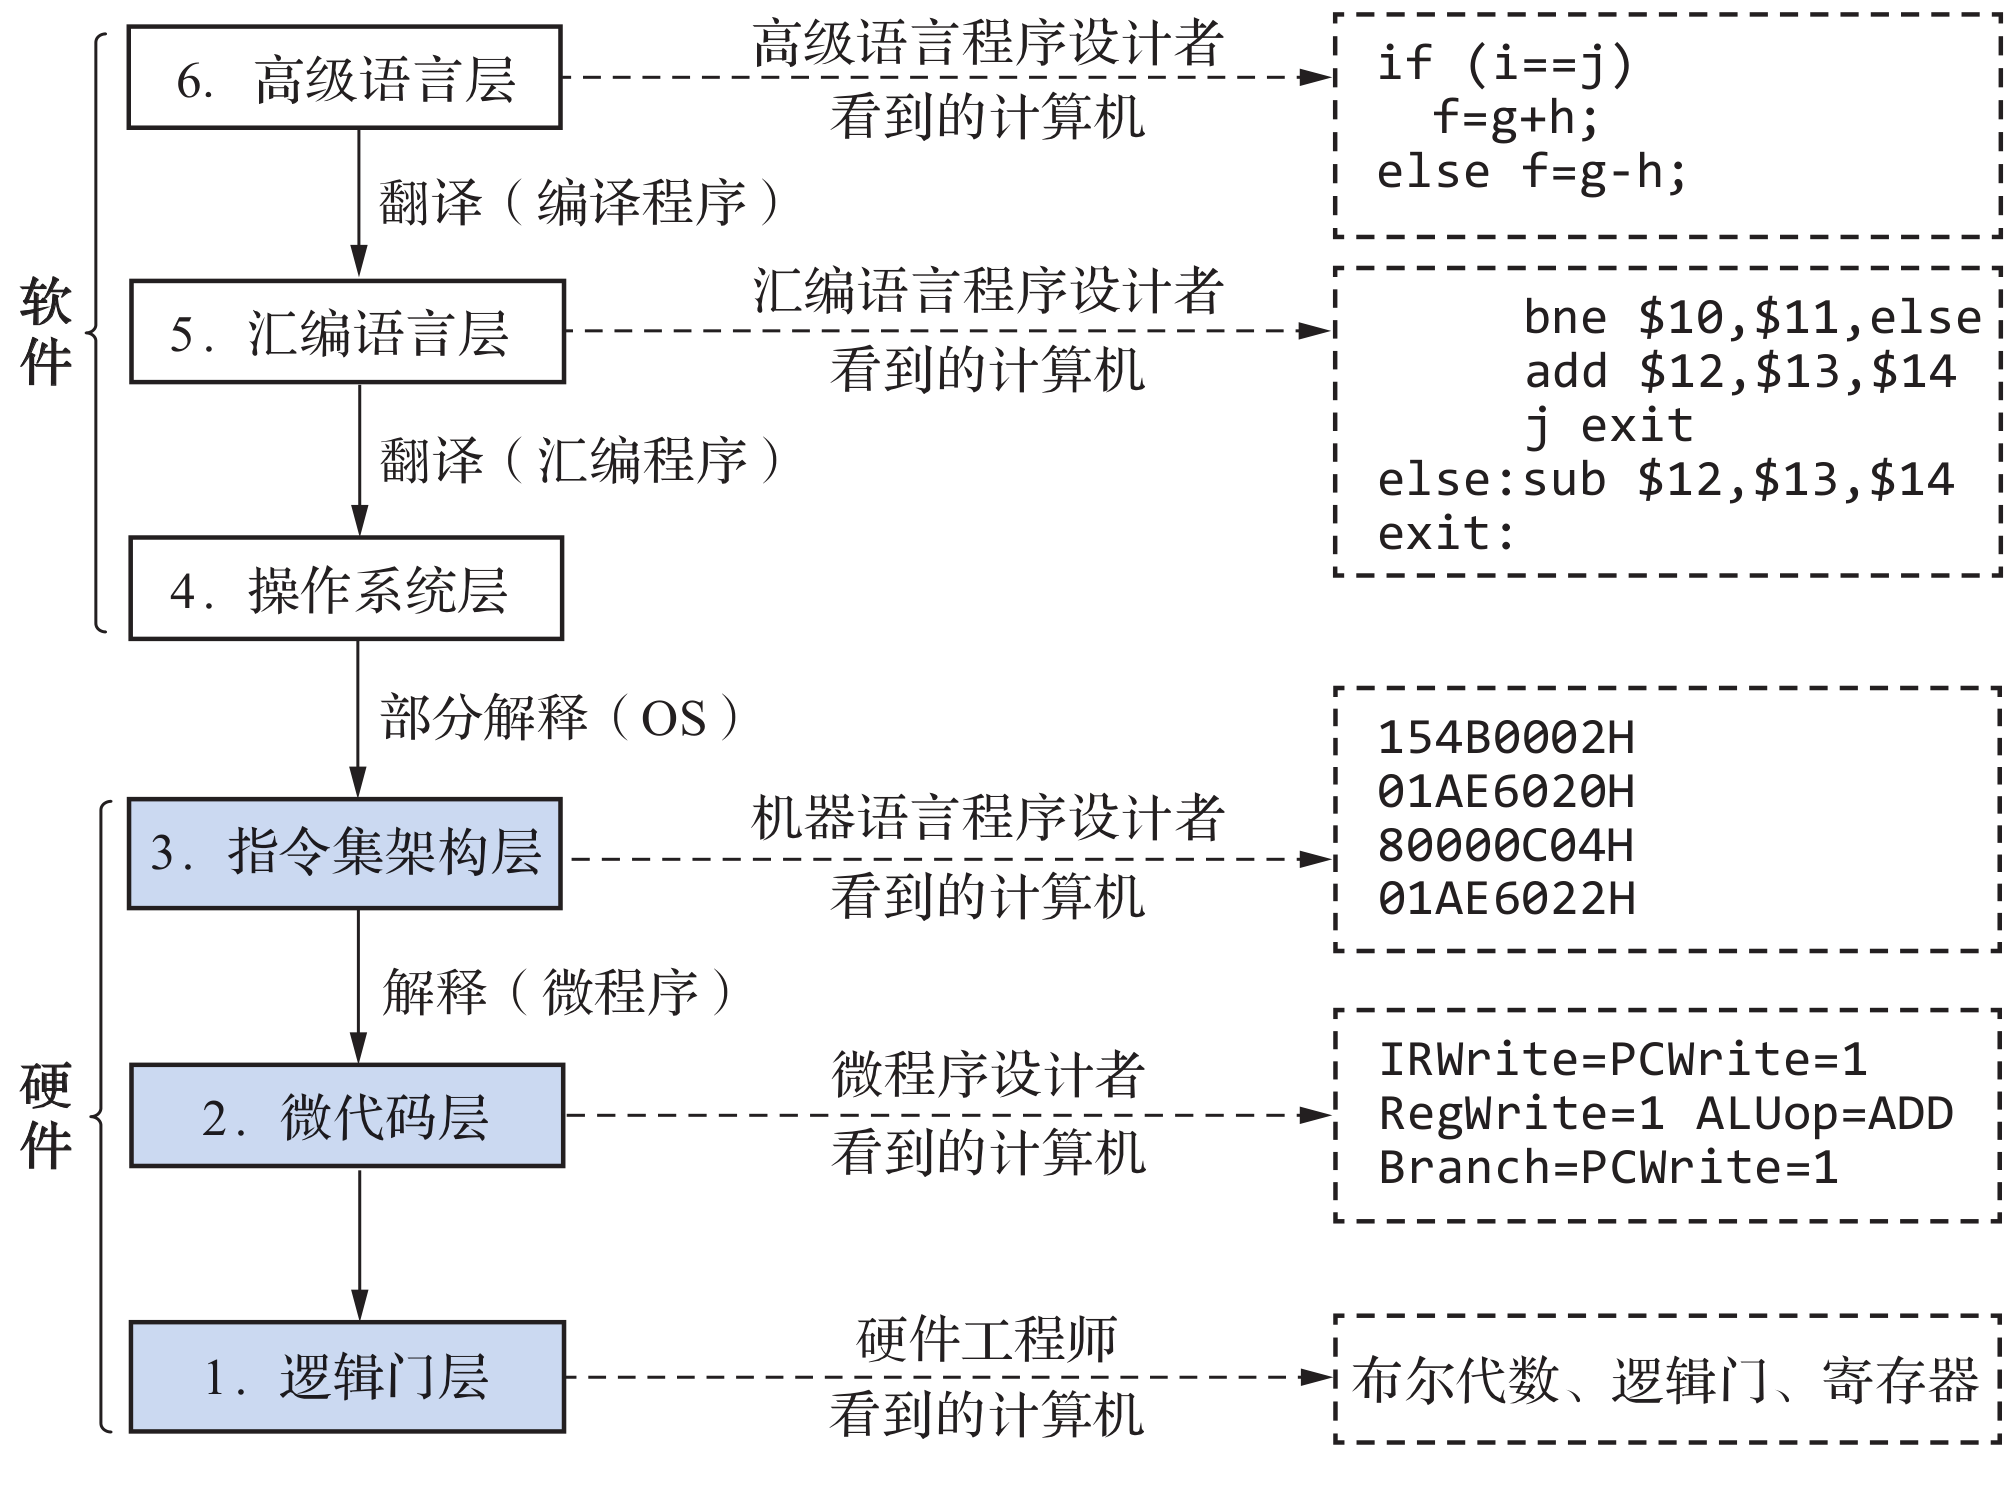 软件
6. 高级语言层
高级语言程序设计者
看到的计算机
if (i==j)
  f=g+h;
else f=g-h;
翻译（编译程序）
5. 汇编语言层
汇编语言程序设计者
看到的计算机
     bne $10,$11,else
     add $12,$13,$14
     j exit
else:sub $12,$13,$14
exit:
翻译（汇编程序）
4. 操作系统层
部分解释（OS）
硬件
3. 指令集架构层
机器语言程序设计者
看到的计算机
154B0002H
01AE6020H
80000C04H
01AE6022H
解释（微程序）
2. 微代码层
微程序设计者
看到的计算机
IRWrite=PCWrite=1
RegWrite=1 ALUop=ADD
Branch=PCWrite=1
1. 逻辑门层
硬件工程师
看到的计算机
布尔代数、逻辑门、寄存器